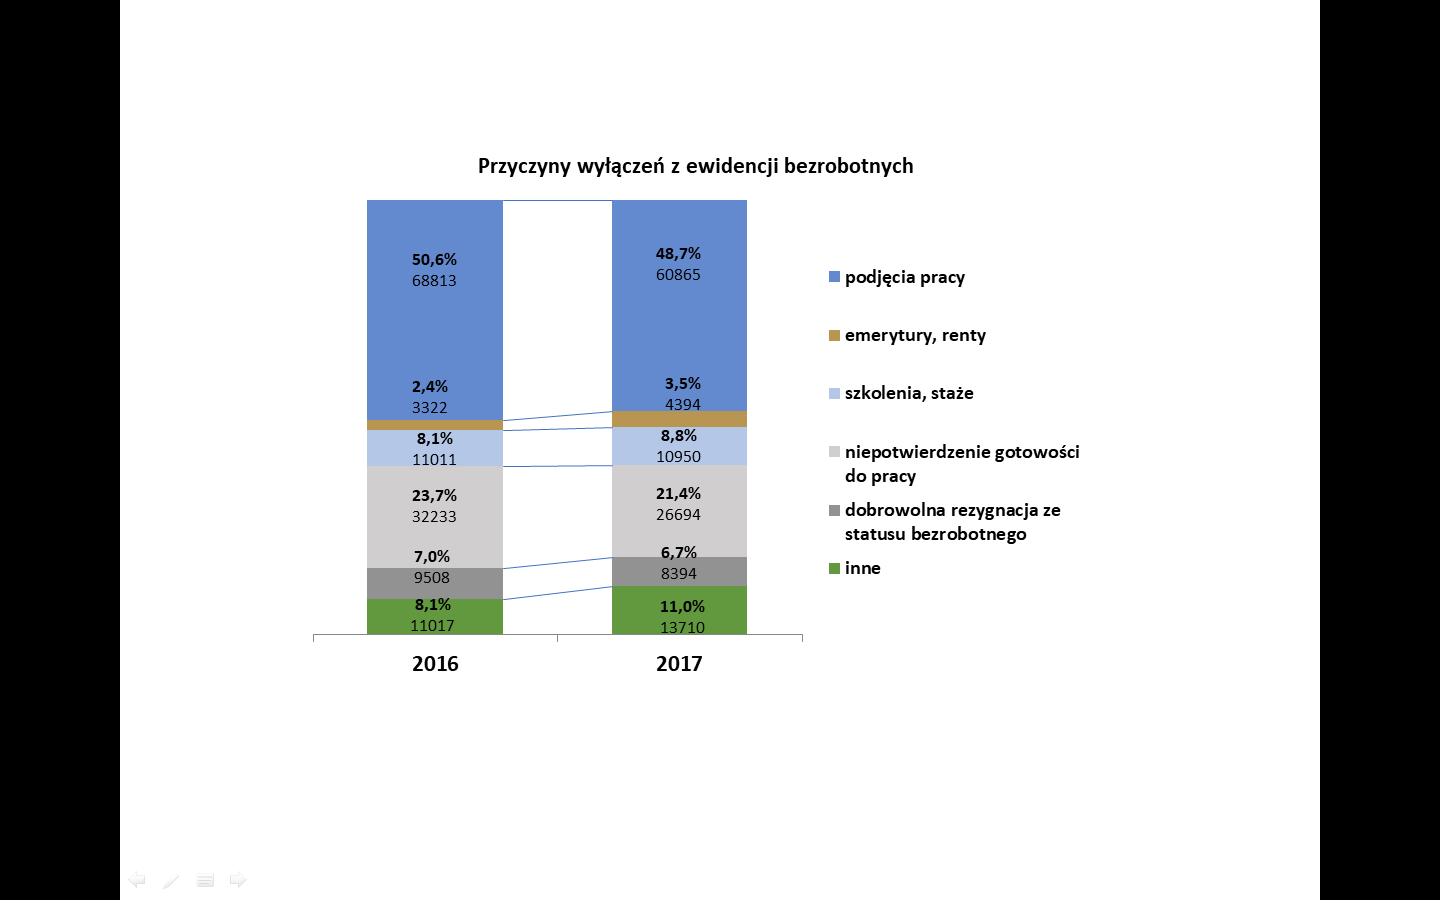 Przyczyny wyłączeń z ewidencji bezrobotnych
50,6%
68813
2,4%
3322
8,1%
11011
23,7%
32233
7,0%
9508
8,1%
11017
2016
48,7%
60865
3,5%
4394
8,8%
10950
21,4%
26694
6,7%
8394
11,0%
13710
2017
podjęcia pracy
emerytury, renty
szkolenia, staże
niepotwierdzenie gotowości
do pracy
dobrowolna rezygnacja ze
statusu bezrobotnego
inne